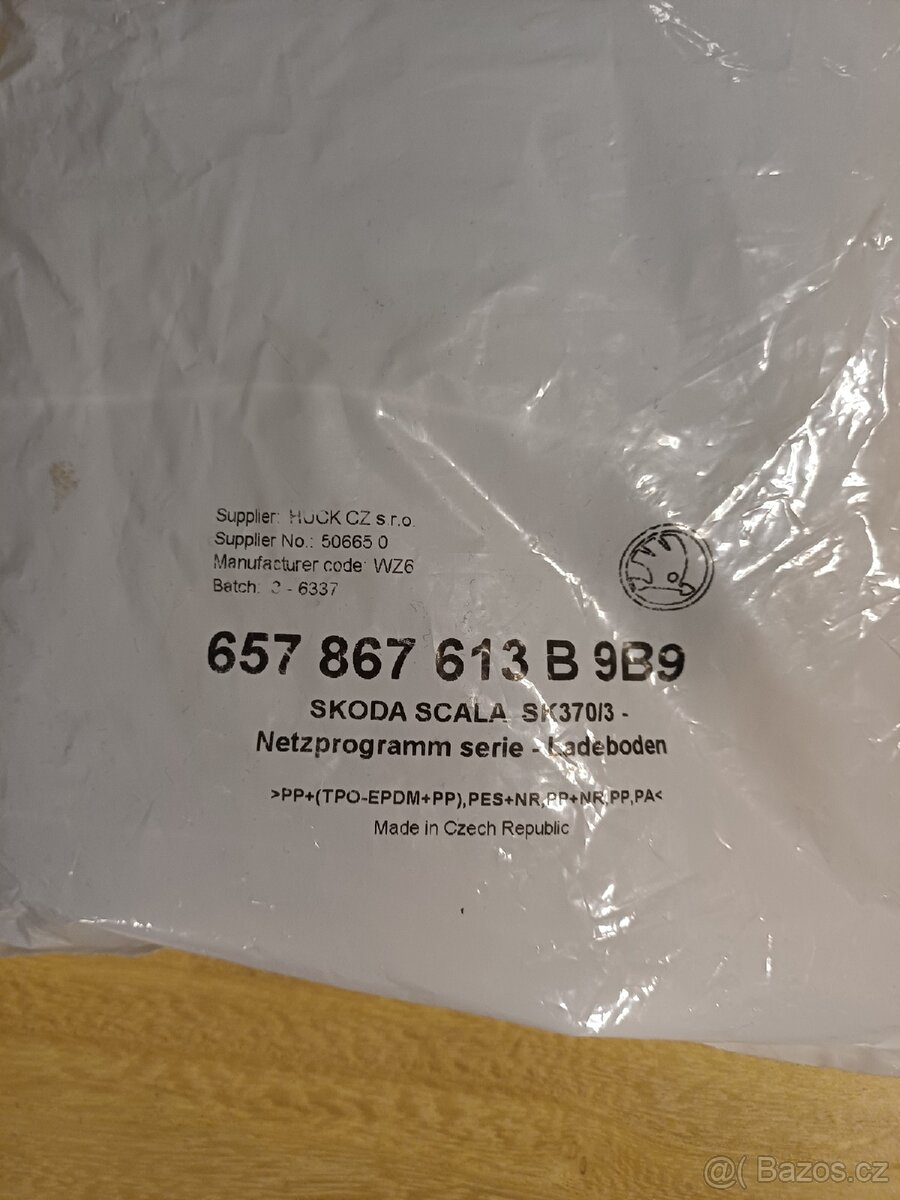 Supplier: HUCK CZ s.r.o.
Supplier No.: 50665 0
Manufacturer code: WZ6
Batch: - 6337
657 867 613 B 9B9
SKODA SCALA SK370/3 -
Netzprogramm serie - Ladeboden
>PP+(TPO-EPDM+PP),PES+NR,PP+NR,PP,PA<
Made in Czech Republic
@( Bazos.cz